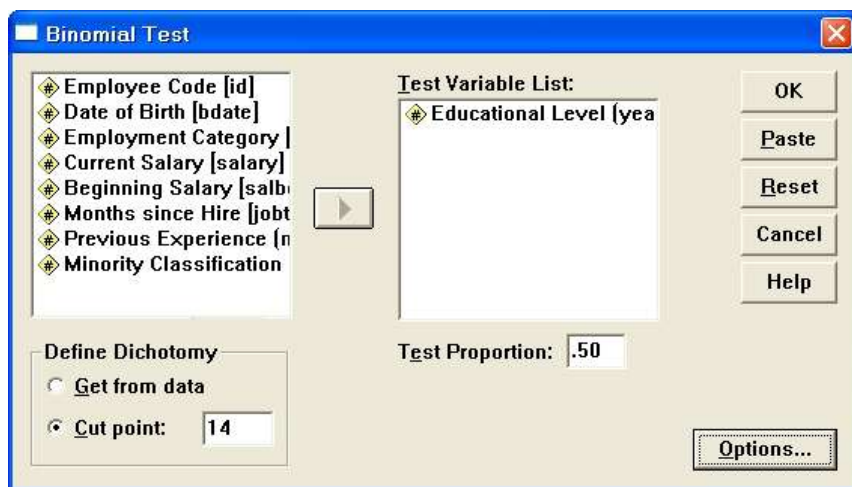 Binomial Test
Employee Code [id]
Date of Birth [bdate]
Employment Category [
Current Salary [salary]
Beginning Salary [salb
Months since Hire [jobt
Previous Experience (m
Minority Classification
Test Variable List:
Educational Level (yea
OK
Paste
Reset
Cancel
Help
Define Dichotomy
Get from data
Cut point: 14
Test Proportion: .50
Options...